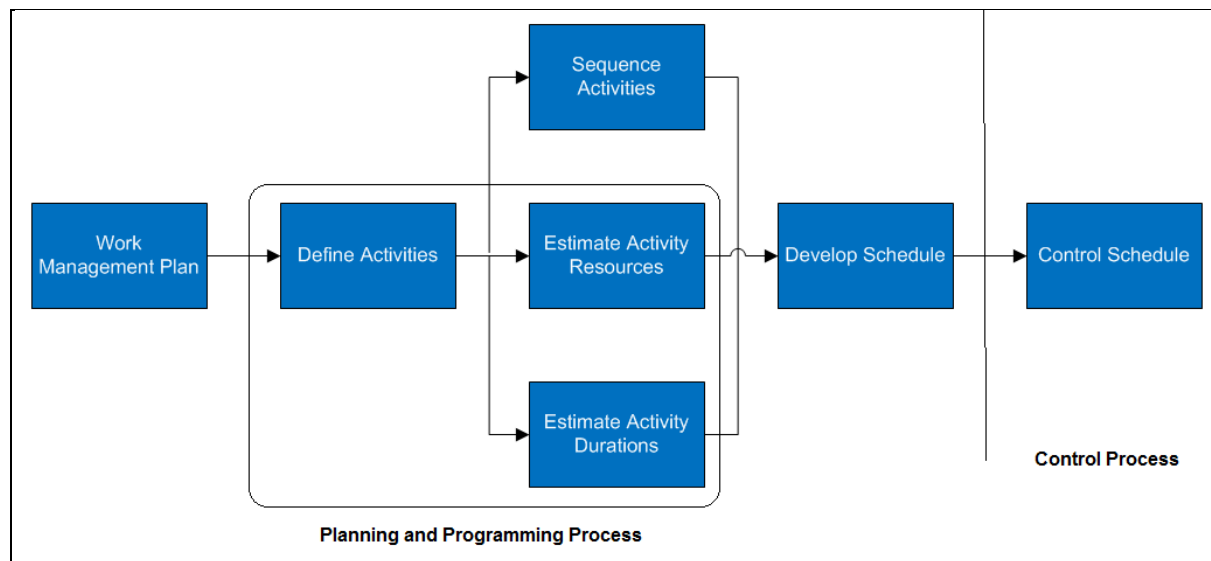 Sequence
Activities
Work
Management Plan
Define Activities
Estimate Activity
Resources
Develop Schedule
Control Schedule
Estimate Activity
Durations
Control Process
Planning and Programming Process